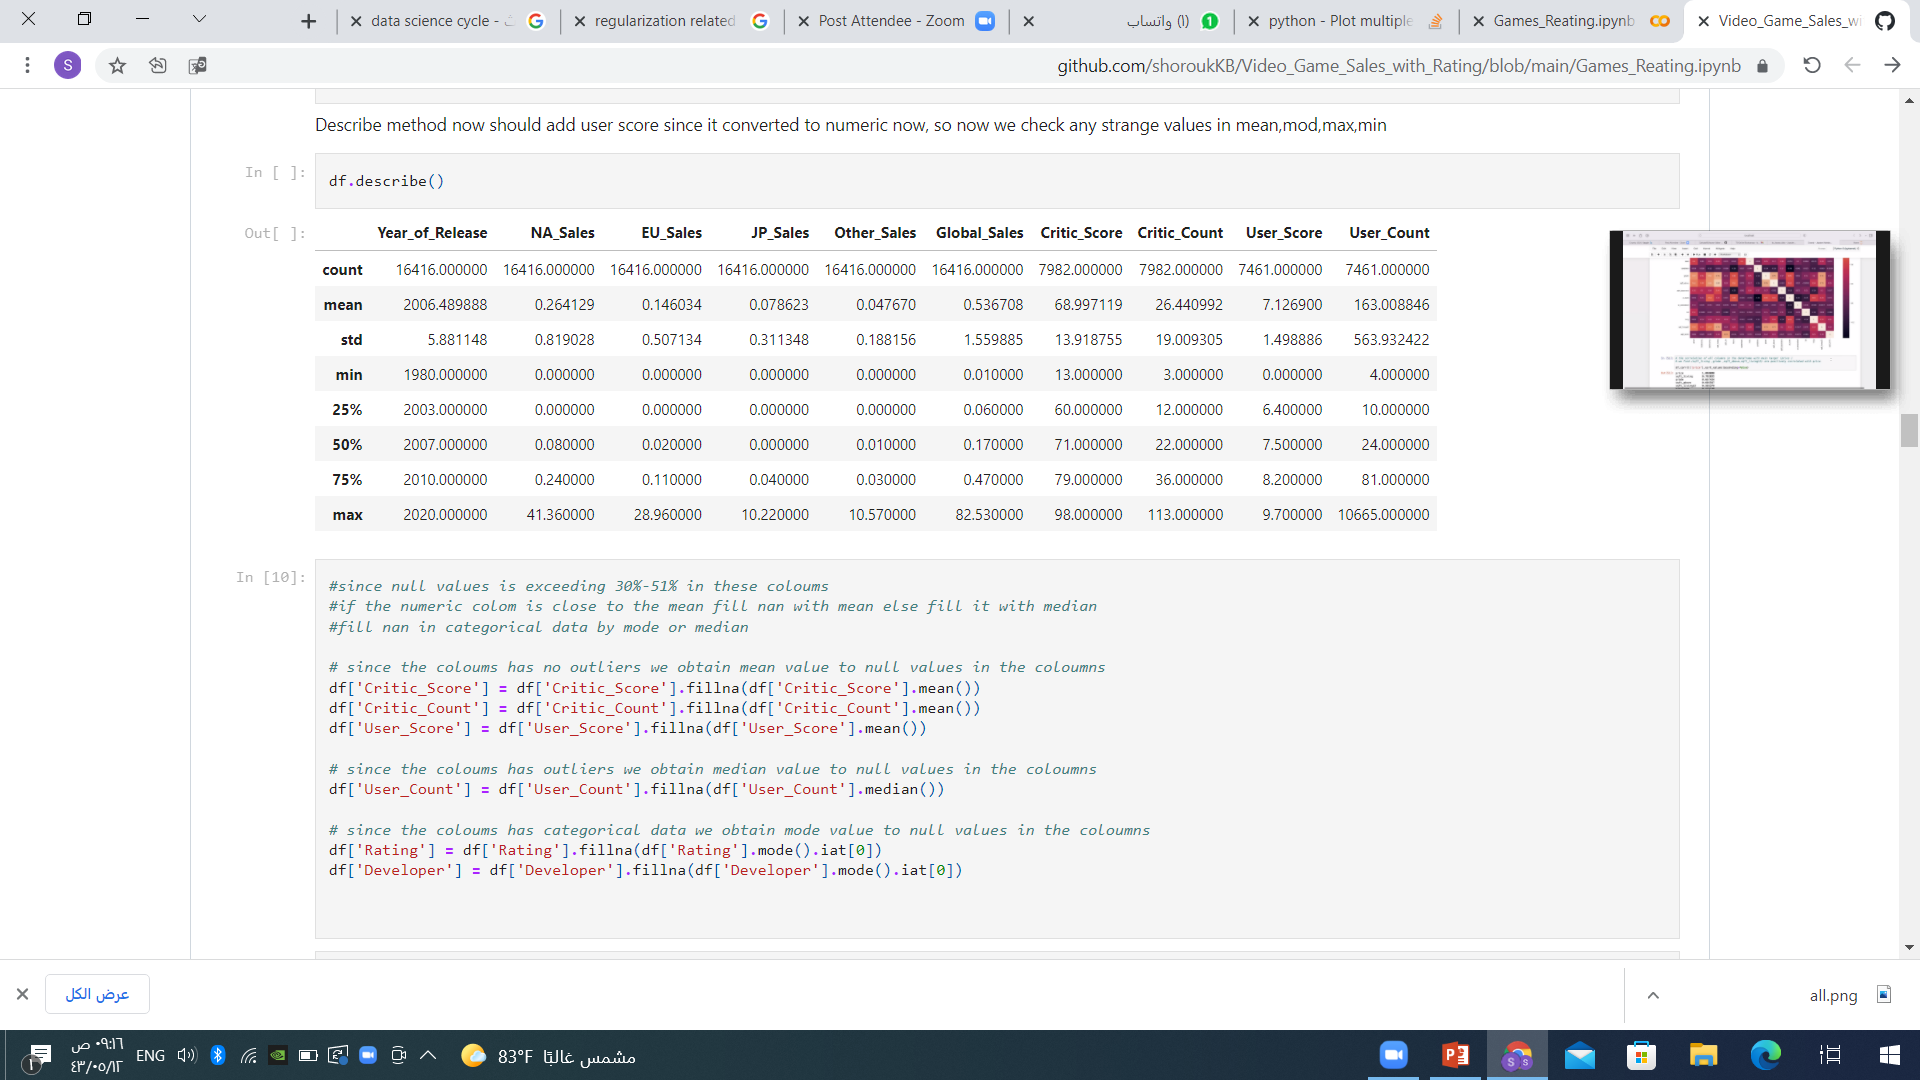 data science cycle -
regularization related
Post Attendee - Zoom
(١) واتساب
python - Plot multiple
Games_Reating.ipynb
Video_Game_Sales_wi
S
github.com/shoroukKB/Video_Game_Sales_with_Rating/blob/main/Games_Reating.ipynb
Describe method now should add user score since it converted to numeric now, so now we check any strange values in mean,mod,max,min
In [ ]:
df.describe()
Out[ ]:
Year_of_Release NA_Sales EU_Sales JP_Sales Other_Sales Global_Sales Critic_Score Critic_Count User_Score User_Count
count 16416.000000 16416.000000 16416.000000 16416.000000 16416.000000 16416.000000 7982.000000 7982.000000 7461.000000 7461.000000
mean 2006.489888 0.264129 0.146034 0.078623 0.047670 0.536708 68.997119 26.440992 7.126900 163.008846
std 5.881148 0.819028 0.507134 0.311348 0.188156 1.559885 13.918755 19.009305 1.498886 563.932422
min 1980.000000 0.000000 0.000000 0.000000 0.000000 0.010000 13.000000 3.000000 0.000000 4.000000
25% 2003.000000 0.000000 0.000000 0.000000 0.000000 0.060000 60.000000 12.000000 6.400000 10.000000
50% 2007.000000 0.080000 0.020000 0.000000 0.010000 0.170000 71.000000 22.000000 7.500000 24.000000
75% 2010.000000 0.240000 0.110000 0.040000 0.030000 0.470000 79.000000 36.000000 8.200000 81.000000
max 2020.000000 41.360000 28.960000 10.220000 10.570000 82.530000 98.000000 113.000000 9.700000 10665.000000
In [10]:
#since null values is exceeding 30%-51% in these coloums
#if the numeric colom is close to the mean fill nan with mean else fill it with median
#fill nan in categorical data by mode or median
# since the coloums has no outliers we obtain mean value to null values in the coloumns
df['Critic_Score'] = df['Critic_Score'].fillna(df['Critic_Score'].mean())
df['Critic_Count'] = df['Critic_Count'].fillna(df['Critic_Count'].mean())
df['User_Score'] = df['User_Score'].fillna(df['User_Score'].mean())
# since the coloums has outliers we obtain median value to null values in the coloumns
df['User_Count'] = df['User_Count'].fillna(df['User_Count'].median())
# since the coloums has categorical data we obtain mode value to null values in the coloumns
df['Rating'] = df['Rating'].fillna(df['Rating'].mode().iat[0])
df['Developer'] = df['Developer'].fillna(df['Developer'].mode().iat[0])
عرض الكل
all.png
٠٩:١٦ ص
٤٣/٠٥/١٢
ENG
83°F مشمس غالبًا